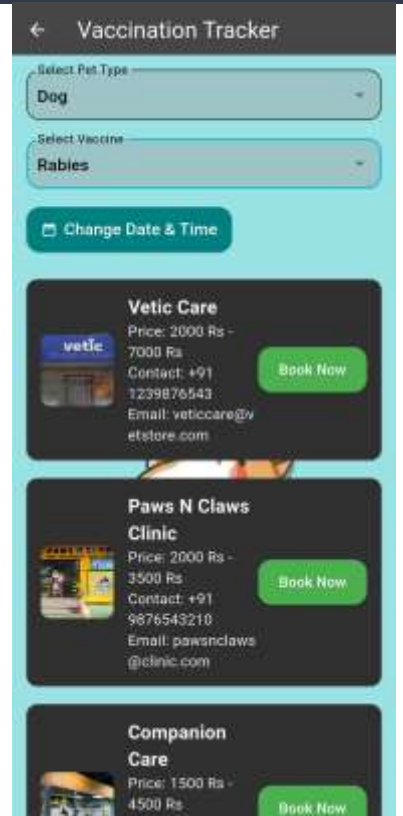 Vaccination Tracker
Select Pet Type
Dog
Select Vaccine
Rabies
Change Date & Time
Vetic Care
Price: 2000 Rs -
7000 Rs
Contact: +91
1239876543
Email: veticcare@v
etstore.com
vetic
Book Now
Paws N Claws
Clinic
Price: 2000 Rs -
3500 Rs
Contact: +91
9876543210
Email: pawsnclaws
@clinic.com
Book Now
Companion
Care
Price: 1500 Rs -
4500 Rs
Book Now